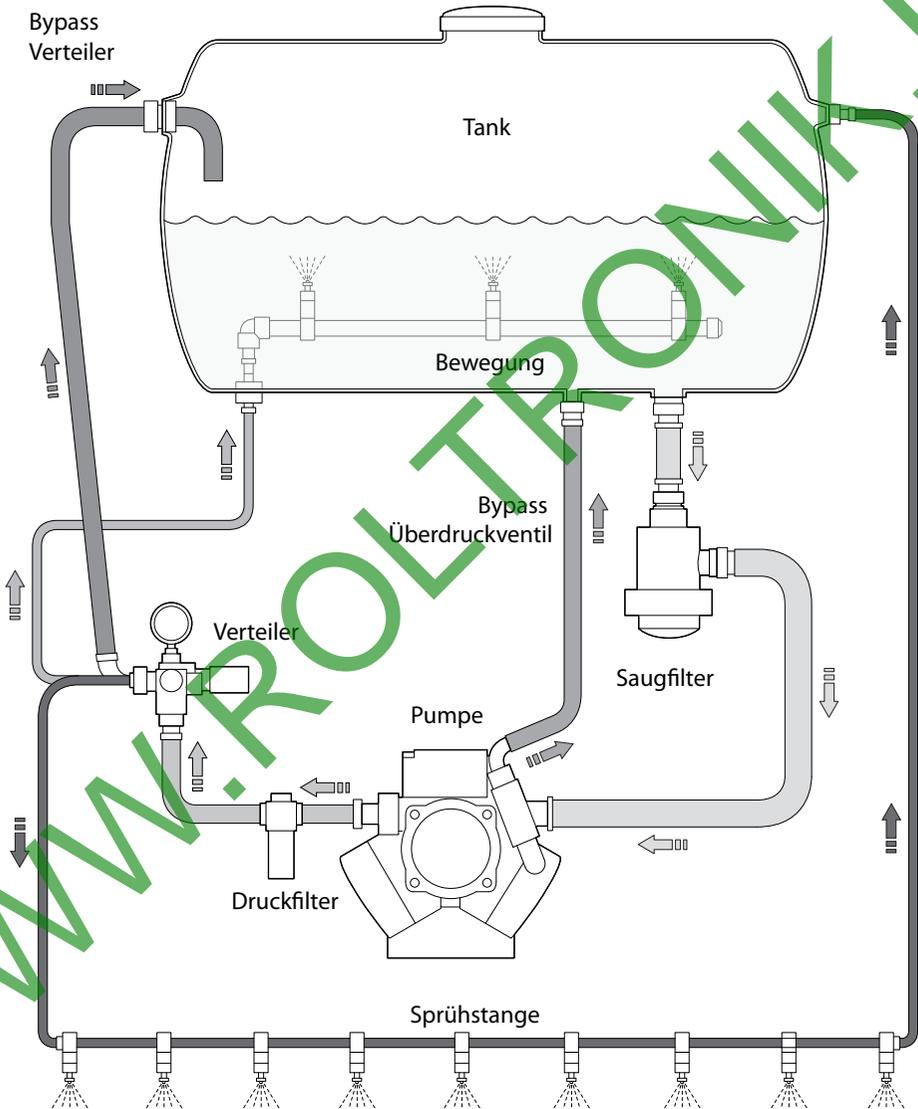 Bypass
Verteiler
Tank
Bewegung
Bypass
Überdruckventil
Verteiler
Saugfilter
Pumpe
Druckfilter
Sprühstange
WWW.ROLTRONIK.